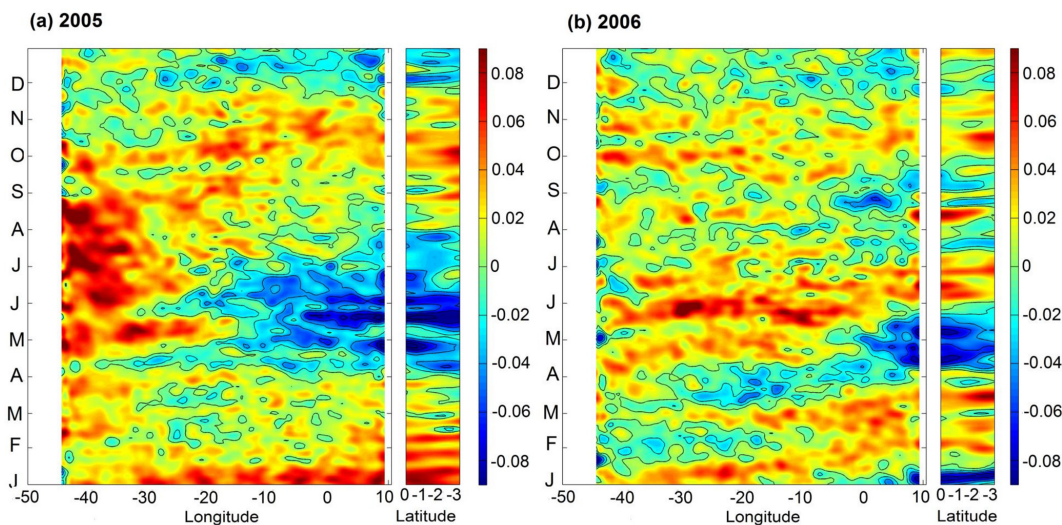 (a) 2005
(b) 2006
D
N
O
S
A
J
J
M
A
M
F
J
-50 -40 -30 -20 -10 0 10
Longitude
0 -1 -2 -3
Latitude
0.08
0.06
0.04
0.02
0
-0.02
-0.04
-0.06
-0.08
D
N
O
S
A
J
J
M
A
M
F
J
-50 -40 -30 -20 -10 0 10
Longitude
0 -1 -2 -3
Latitude
0.08
0.06
0.04
0.02
0
-0.02
-0.04
-0.06
-0.08